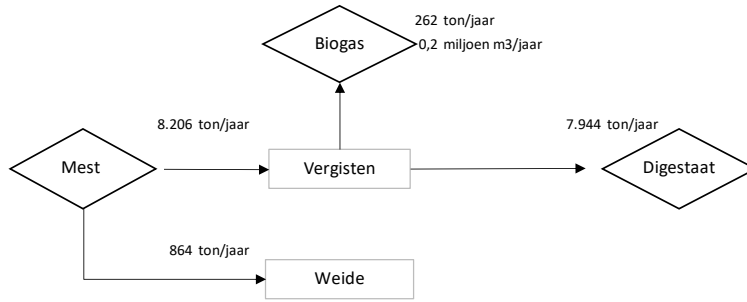 262 ton/jaar
Biogas
0,2 miljoen m3/jaar
8.206 ton/jaar
7.944 ton/jaar
Mest
Vergisten
Digestaat
864 ton/jaar
Weide